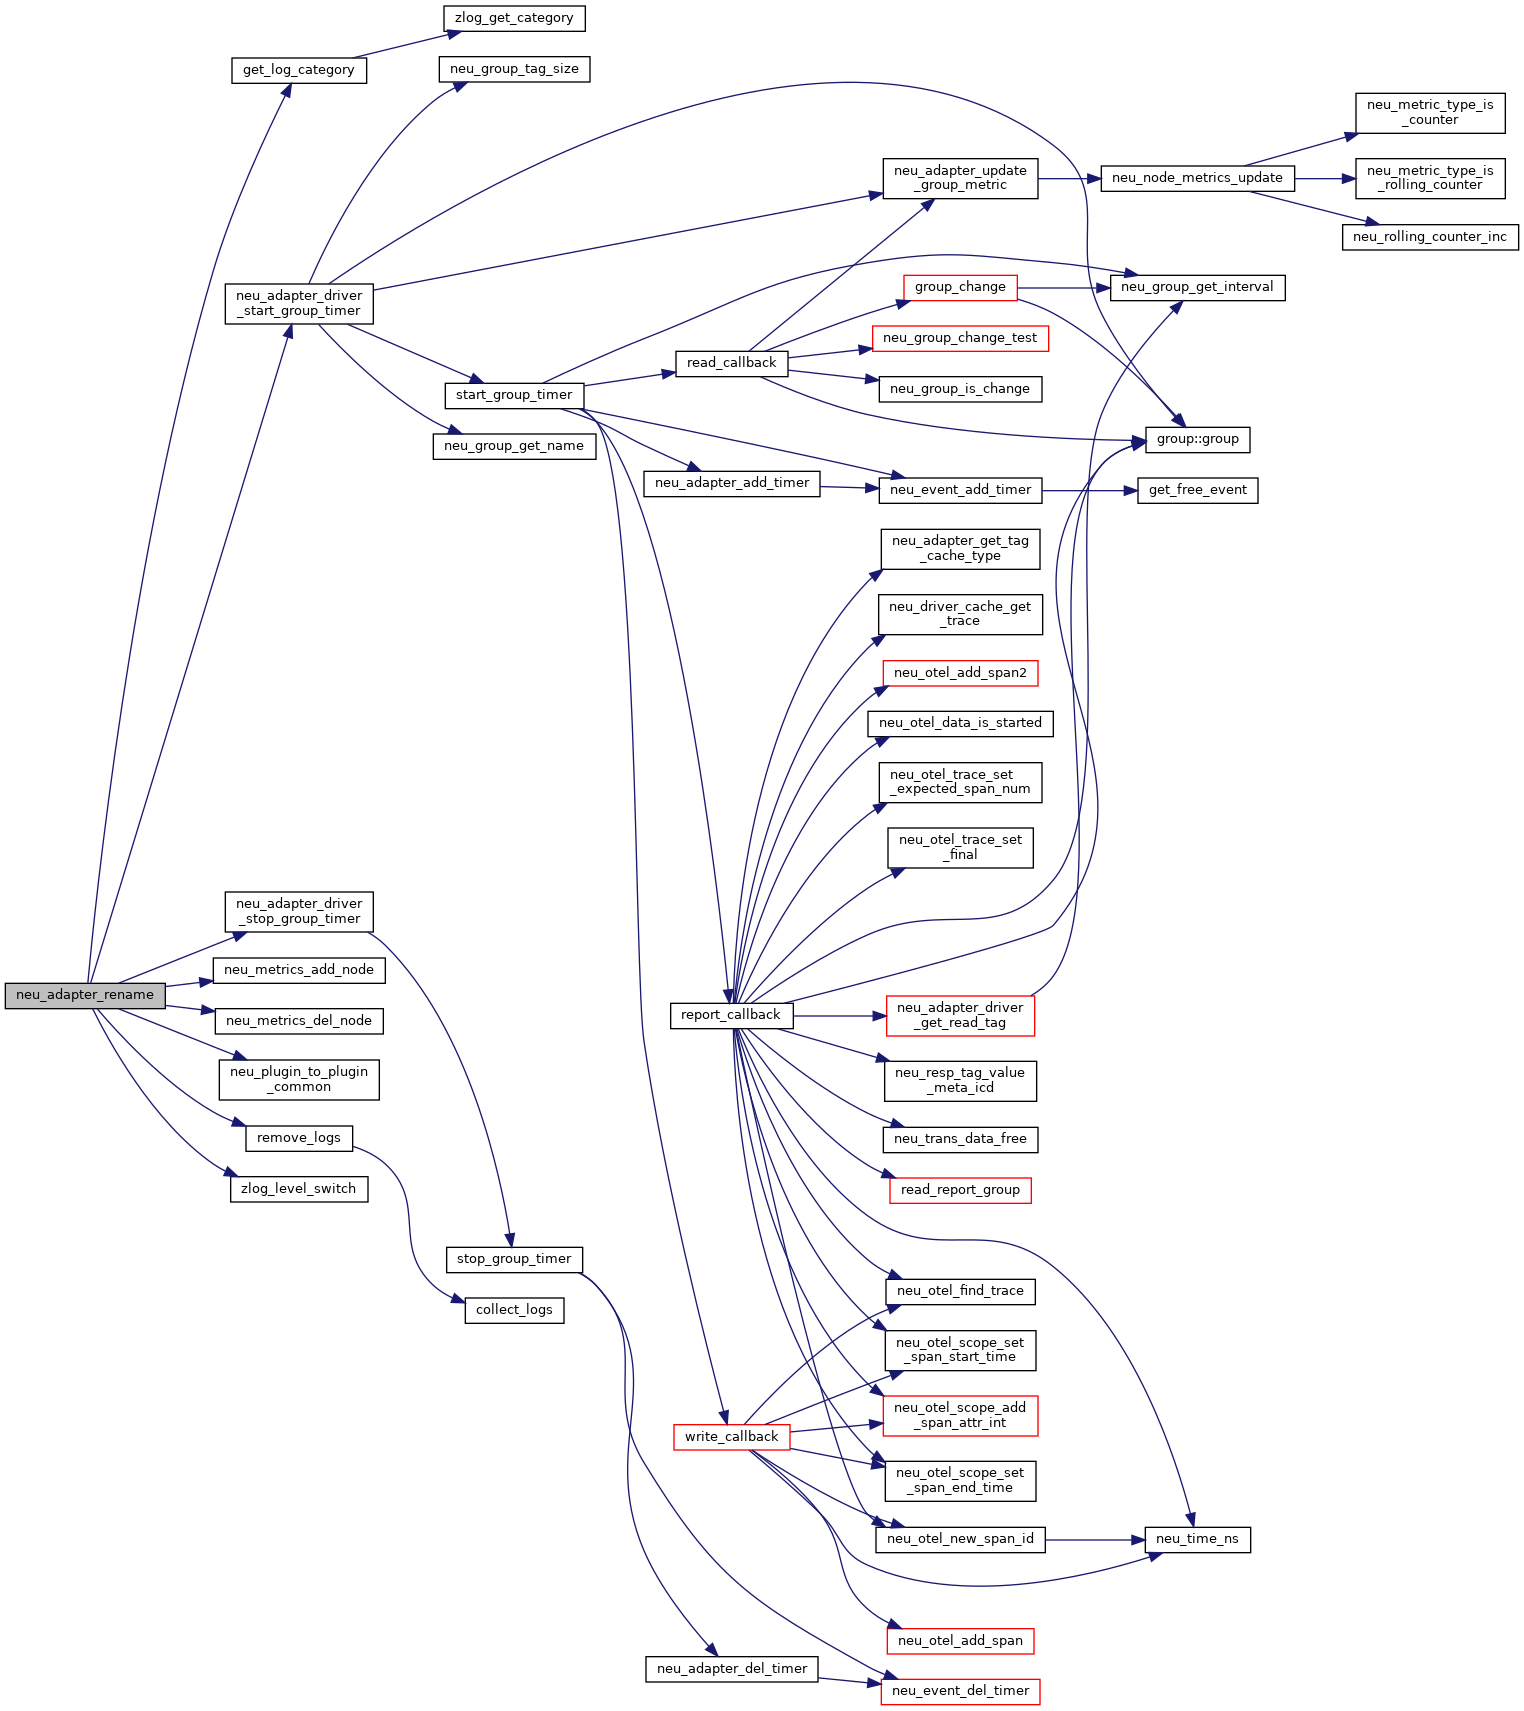 zlog_get_category
get_log_category
neu_group_tag_size
neu_metric_type_is
_counter
neu_adapter_update
_group_metric
neu_node_metrics_update
neu_metric_type_is
_rolling_counter
neu_rolling_counter_inc
neu_adapter_driver
_start_group_timer
group_change
neu_group_get_interval
neu_group_change_test
read_callback
neu_group_is_change
start_group_timer
group::group
neu_group_get_name
neu_adapter_add_timer
neu_event_add_timer
get_free_event
neu_adapter_get_tag
_cache_type
neu_driver_cache_get
_trace
neu_otel_add_span2
neu_otel_data_is_started
neu_otel_trace_set
_expected_span_num
neu_otel_trace_set
_final
neu_adapter_driver
_stop_group_timer
neu_metrics_add_node
neu_adapter_rename
neu_metrics_del_node
report_callback
neu_adapter_driver
_get_read_tag
neu_plugin_to_plugin
_common
neu_resp_tag_value
_meta_icd
remove_logs
neu_trans_data_free
zlog_level_switch
read_report_group
stop_group_timer
collect_logs
neu_otel_find_trace
neu_otel_scope_set
_span_start_time
neu_otel_scope_add
_span_attr_int
write_callback
neu_otel_scope_set
_span_end_time
neu_otel_new_span_id
neu_time_ns
neu_otel_add_span
neu_adapter_del_timer
neu_event_del_timer